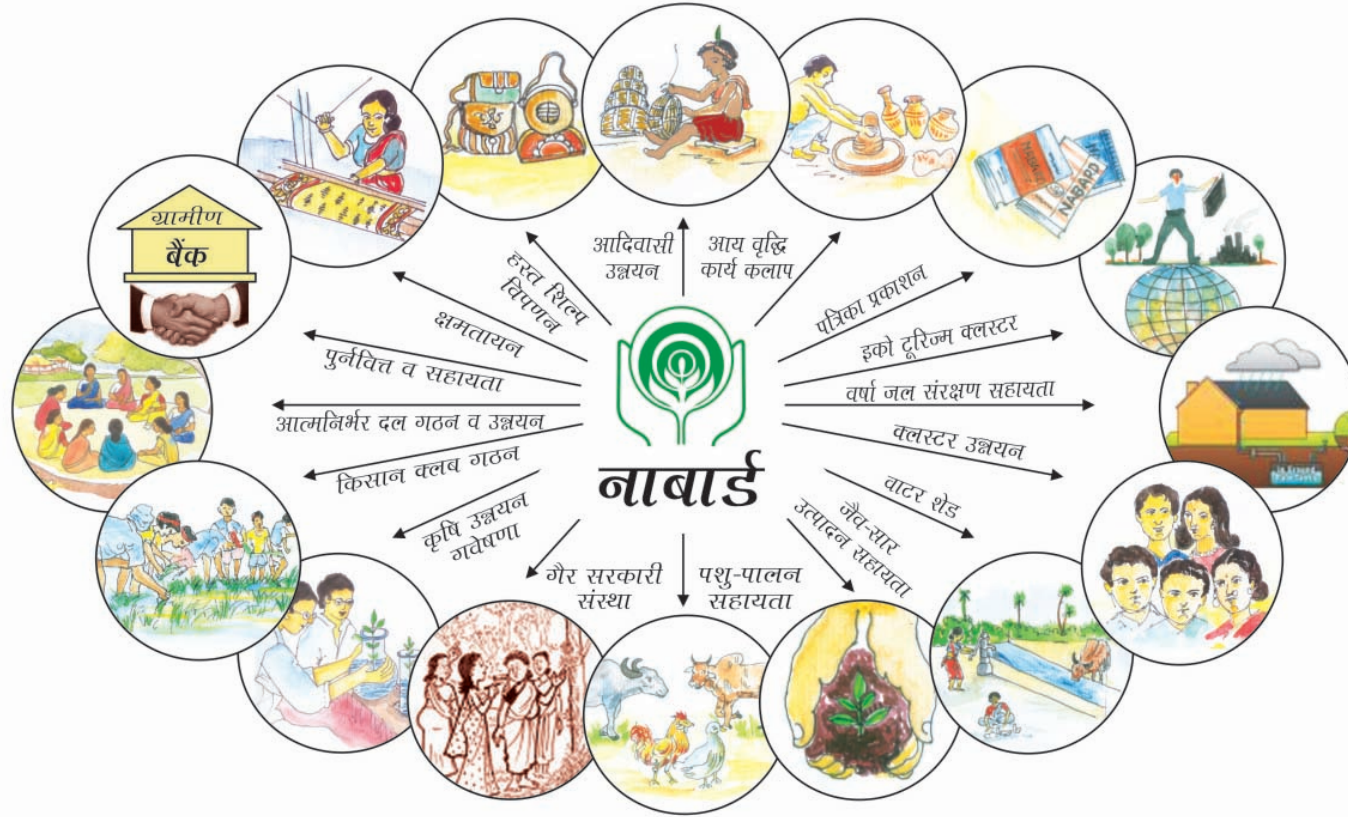 ग्रामीण
बैंक
NABARD
NABARD
हस्त शिल्प
विपणन
आदिवासी
उन्नयन
आय वृद्धि
कार्य कलाप
पत्रिका प्रकाशन
क्षमतायन
इको टूरिज्म क्लस्टर
पुर्नवित्त व सहायता
वर्षा जल संरक्षण सहायता
आत्मनिर्भर दल गठन व उन्नयन
क्लस्टर उन्नयन
किसान क्लब गठन
नाबार्ड
वाटर शेड
कृषि उन्नयन
गवेषणा
जैव-सार
उत्पादन सहायता
गैर सरकारी
संस्था
पशु-पालन
सहायता